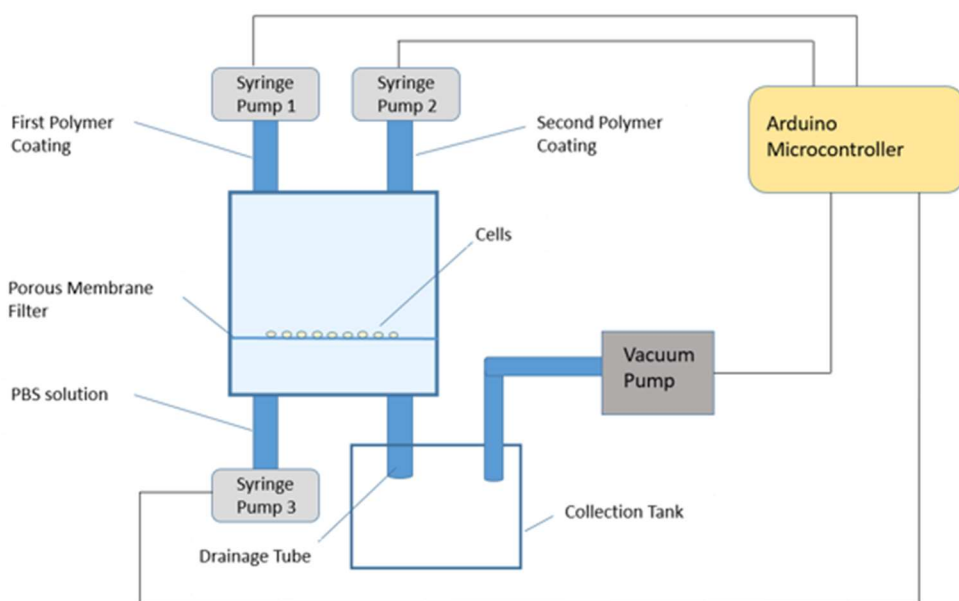 Syringe
Pump 1
Syringe
Pump 2
First Polymer
Coating
Second Polymer
Coating
Arduino
Microcontroller
Cells
Porous Membrane
Filter
Vacuum
Pump
PBS solution
Syringe
Pump 3
Collection Tank
Drainage Tube